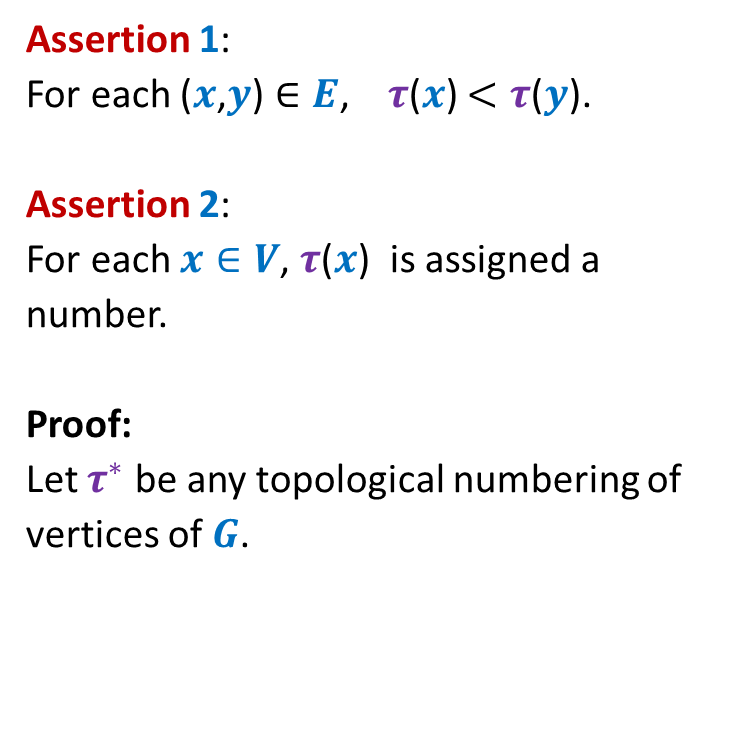 Assertion 1:
For each (x,y) ∈ E, τ(x) < τ(y).
Assertion 2:
For each x ∈ V, τ(x) is assigned a
number.
Proof:
Let τ* be any topological numbering of
vertices of G.